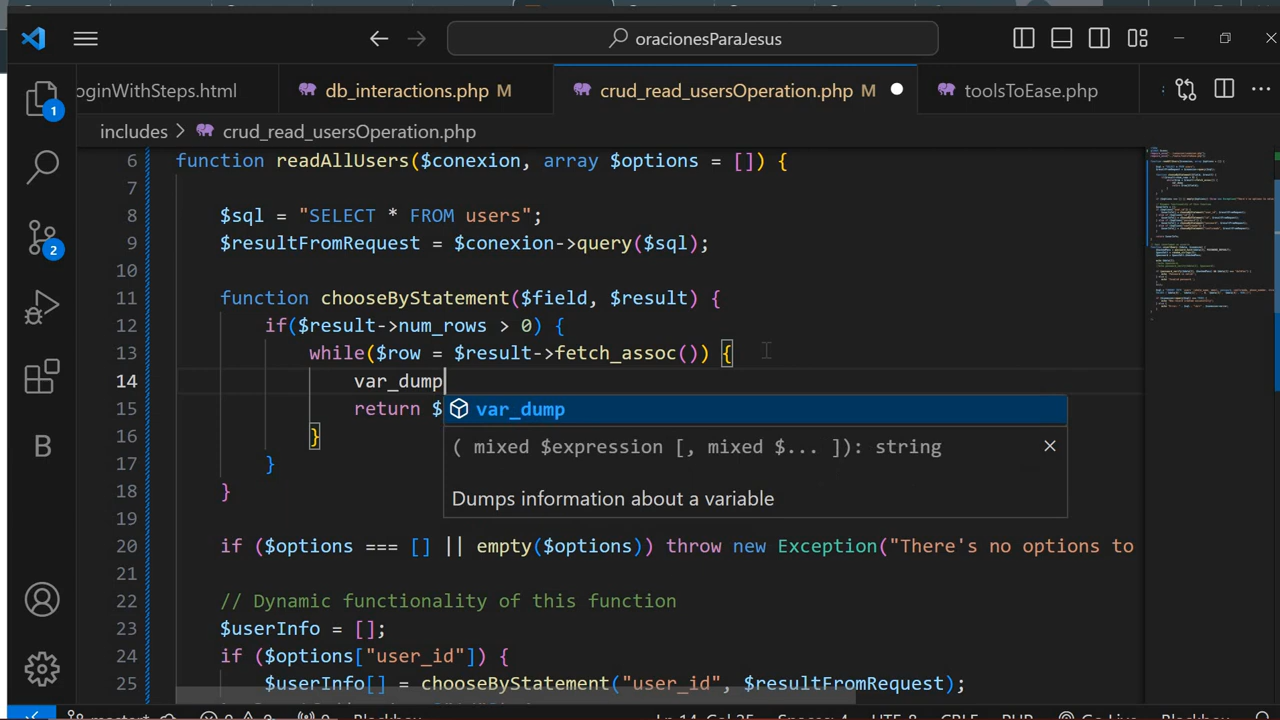 oracionesParaJesus
oginWithSteps.html
db_interactions.php M
crud_read_usersOperation.php M
toolsToEase.php
1
includes > crud_read_usersOperation.php
6 function readAllUsers($conexion, array $options = []) {
7
8 $sql = "SELECT * FROM users";
9 $resultFromRequest = $conexion->query($sql);
10
2
11 function chooseByStatement($field, $result) {
12 if($result->num_rows > 0) {
13 while($row = $result->fetch_assoc()) {
14 var_dump
15 return $
var_dump
16 }
( mixed $expression [, mixed $... ]): string
17 }
Dumps information about a variable
18 }
19
20 if ($options === [] || empty($options)) throw new Exception("There's no options to
21
22 // Dynamic functionality of this function
23 $userInfo = [];
24 if ($options["user_id"]) {
25 $userInfo[] = chooseByStatement("user_id", $resultFromRequest);
B